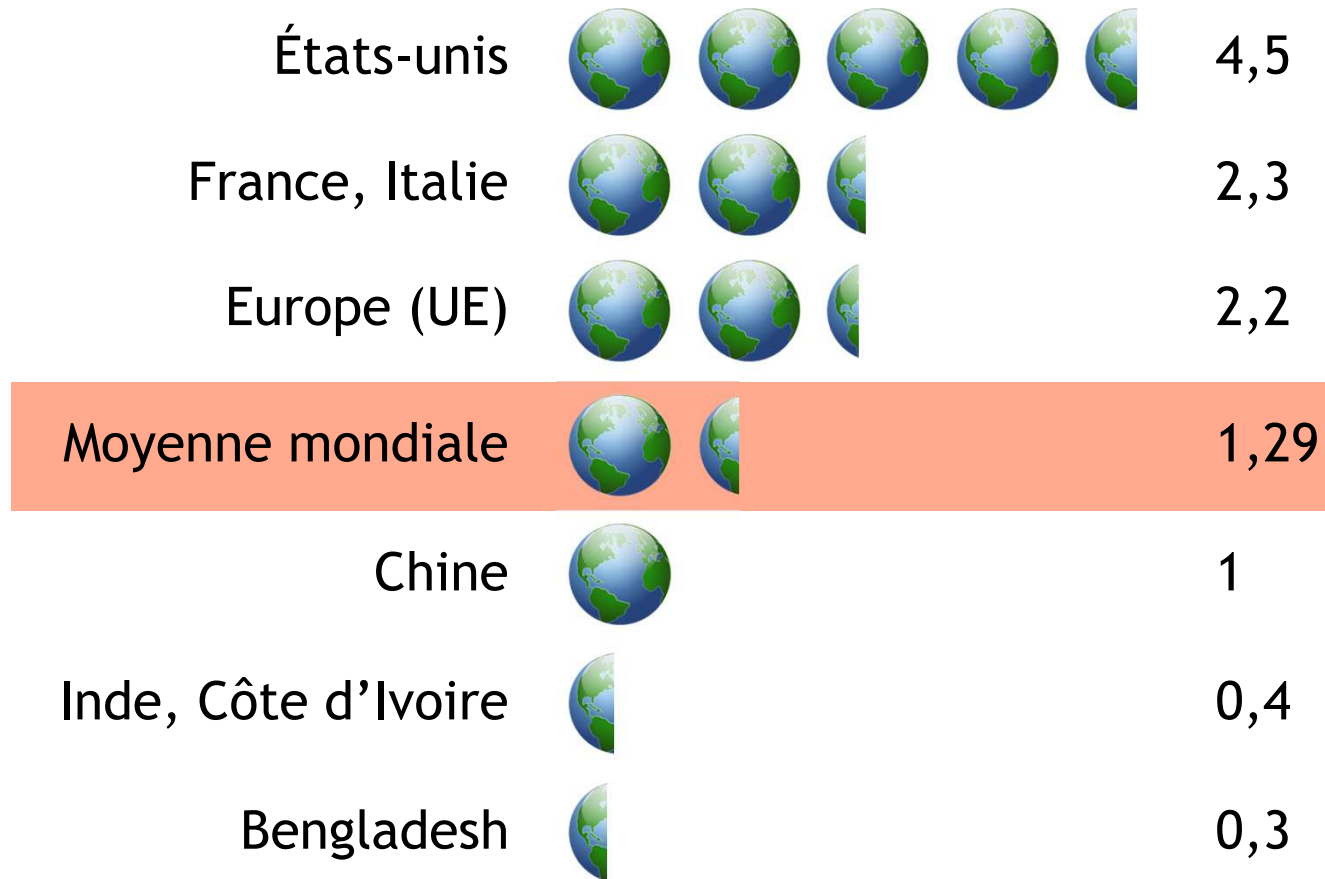 États-unis 4,5
France, Italie 2,3
Europe (UE) 2,2
Moyenne mondiale 1,29
Chine 1
Inde, Côte d’Ivoire 0,4
Bengladesh 0,3